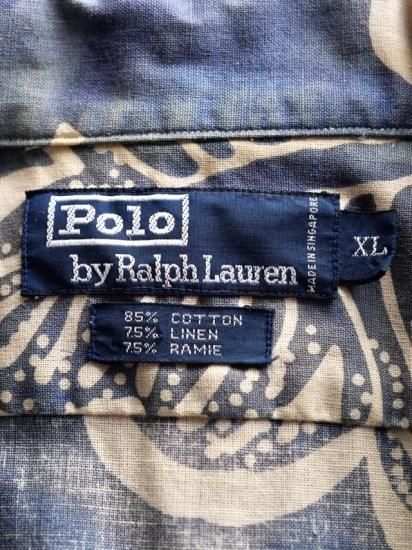 Polo
by Ralph Lauren
MADE IN SINGAPORE
XL
85% COTTON
7.5% LINEN
7.5% RAMIE